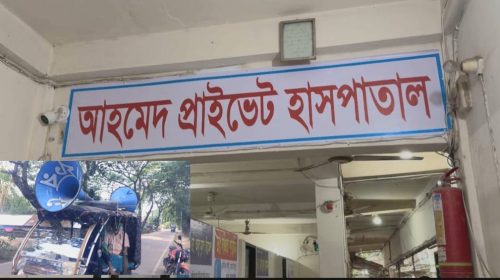 আহমেদ প্রাইভেট হাসপাতাল